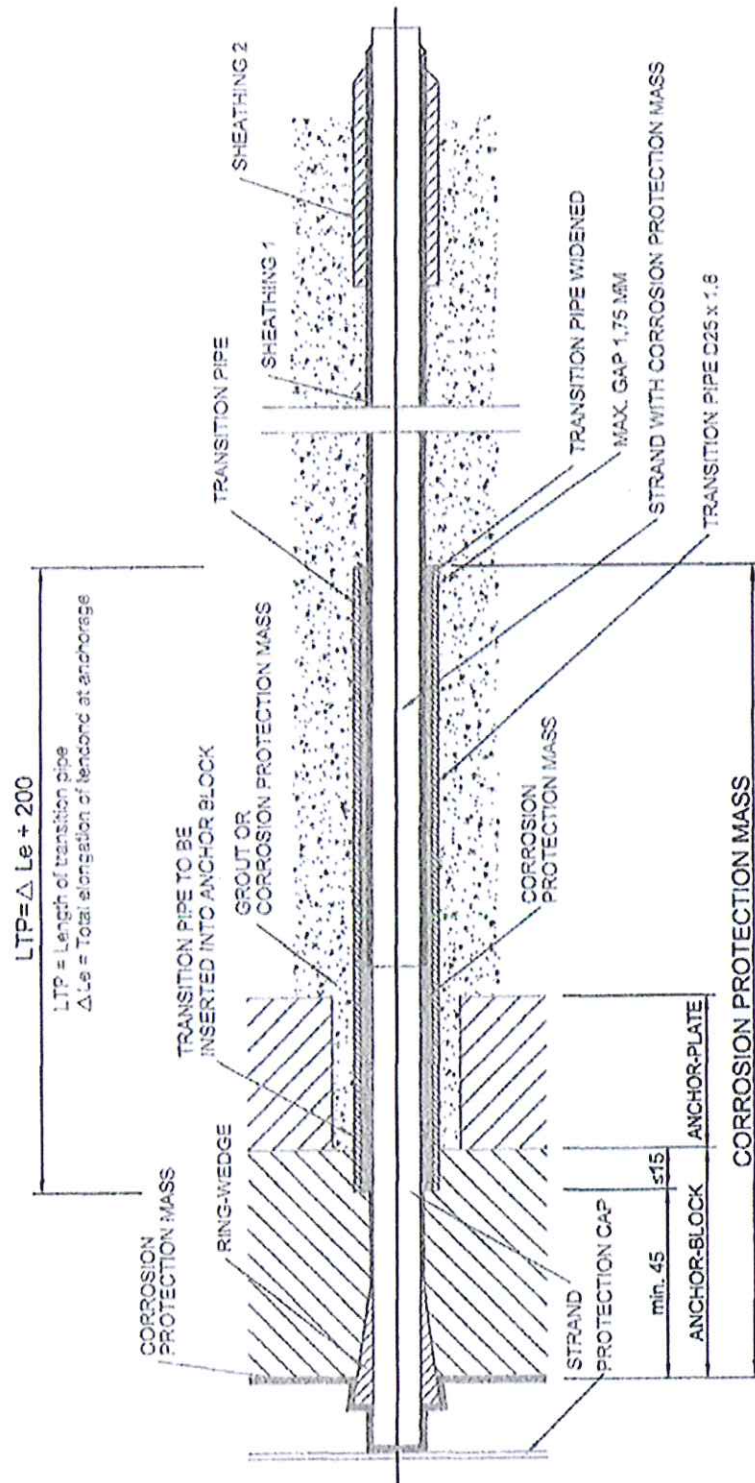 LTP=△ Le + 200
LTP = Length of transition pipe
△Le = Total elongation of tendond at anchorage
CORROSION
PROTECTION MASS
RING-WEDGE
TRANSITION PIPE TO BE
INSERTED INTO ANCHOR BLOCK
GROUT OR
CORROSION PROTECTION MASS
TRANSITION PIPE
SHEATHING 1
SHEATHING 2
STRAND
PROTECTION CAP
CORROSION
PROTECTION MASS
TRANSITION PIPE WIDENED
MAX. GAP 1,75 MM
STRAND WITH CORROSION PROTECTION MASS
TRANSITION PIPE D25 x 1.8
min. 45
≤15
ANCHOR-BLOCK
ANCHOR-PLATE
CORROSION PROTECTION MASS